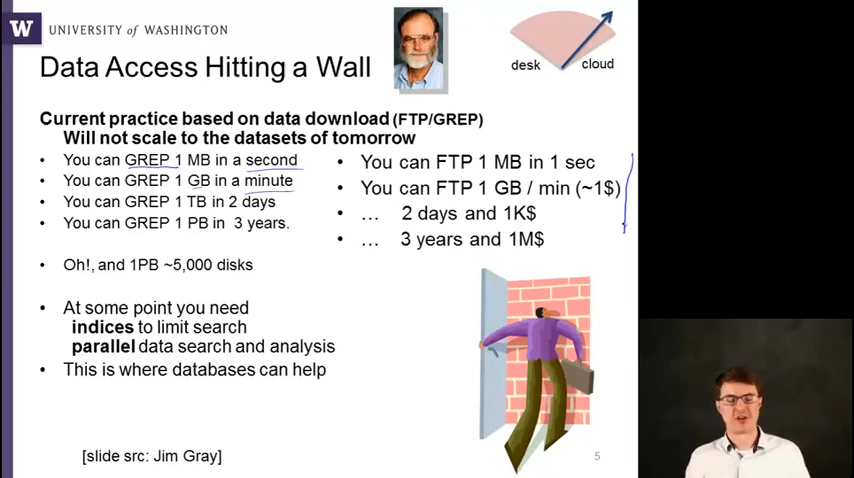 W UNIVERSITY of WASHINGTON
Data Access Hitting a Wall
desk cloud
Current practice based on data download (FTP/GREP)
Will not scale to the datasets of tomorrow
• You can GREP 1 MB in a second
• You can GREP 1 GB in a minute
• You can GREP 1 TB in 2 days
• You can GREP 1 PB in 3 years.
• Oh!, and 1PB ~5,000 disks
• At some point you need
indices to limit search
parallel data search and analysis
• This is where databases can help
• You can FTP 1 MB in 1 sec
• You can FTP 1 GB / min (~1$)
• … 2 days and 1K$
• … 3 years and 1M$
[slide src: Jim Gray]
5